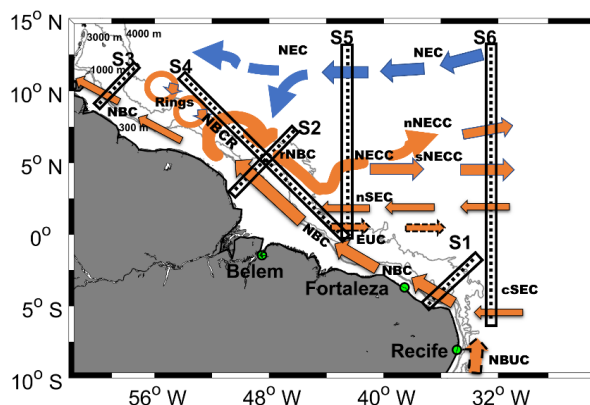 15° N
3000 m
4000 m
S3
S4
NEC
S5
NEC
S6
10° N
1000 m
Rings
NBC
300 m
NBCR
S2
nNECC
5° N
rNBC
NECC
sNECC
nSEC
0°
NBC
EUC
S1
Belem
NBC
Fortaleza
cSEC
5° S
Recife
NBUC
10° S
56° W
48° W
40° W
32° W